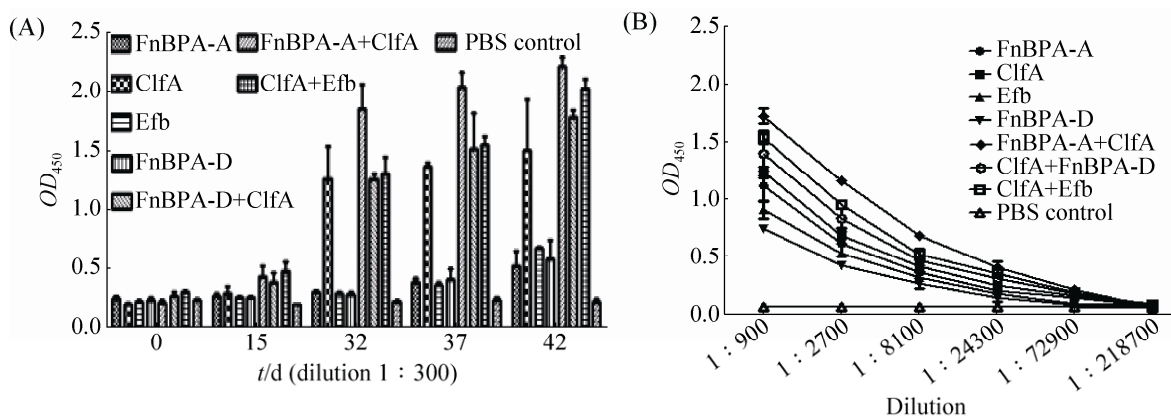 (A)
OD450
2.5
2.0
1.5
1.0
0.5
0.0
FnBPA-A
FnBPA-A+ClfA
PBS control
ClfA
ClfA+Efb
Efb
FnBPA-D
FnBPA-D+ClfA
0
15
32
37
42
t/d (dilution 1：300)
(B)
OD450
2.5
2.0
1.5
1.0
0.5
0.0
FnBPA-A
ClfA
Efb
FnBPA-D
FnBPA-A+ClfA
ClfA+FnBPA-D
ClfA+Efb
PBS control
1：900
1：2700
1：8100
1：24300
1：72900
1：218700
Dilution